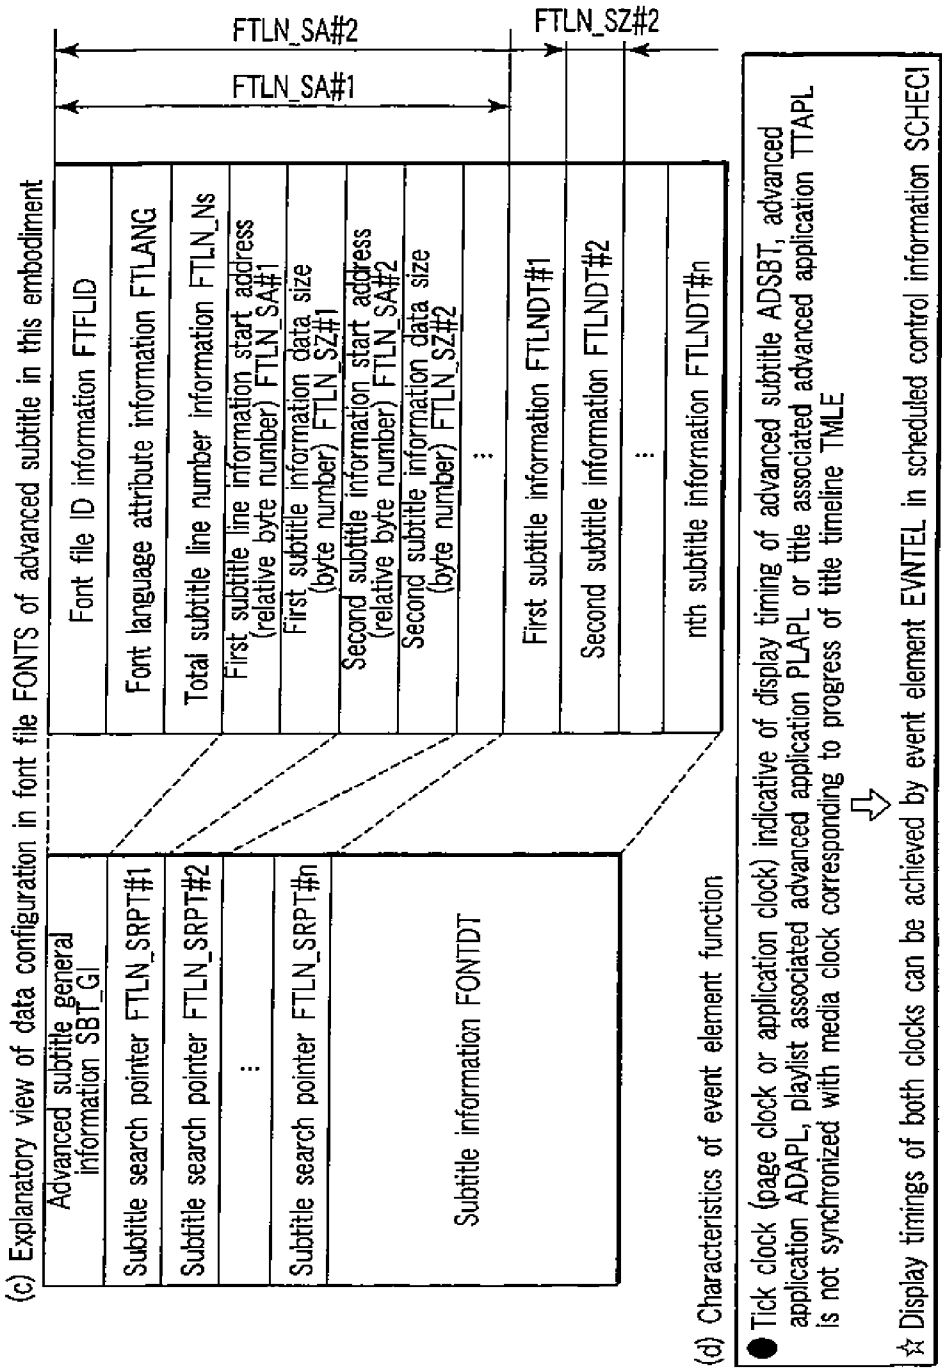 (c) Explanatory view of data configuration in font file FONTS of advanced subtitle in this embodiment
Advanced subtitle general
information SBT_GI
Subtitle search pointer FTLN_SRPT#1
Subtitle search pointer FTLN_SRPT#2
...
Subtitle search pointer FTLN_SRPT#n
Subtitle information FONTDT
Font file ID information FTFLID
Font language attribute information FTLANG
Total subtitle line number information FTLN_Ns
First subtitle line information start address
(relative byte number) FTLN_SA#1
First subtitle information data size
(byte number) FTLN_SZ#1
Second subtitle information start address
(relative byte number) FTLN_SA#2
Second subtitle information data size
(byte number) FTLN_SZ#2
...
First subtitle information FTLNDT#1
Second subtitle information FTLNDT#2
...
nth subtitle information FTLNDT#n
FTLN_SA#1
FTLN_SA#2
FTLN_SZ#2
(d) Characteristics of event element function
● Tick clock (page clock or application clock) indicative of display timing of advanced subtitle ADSBT, advanced
application ADAPL, playlist associated advanced application PLAPL or title associated advanced application TTAPL
is not synchronized with media clock corresponding to progress of title timeline TMLE
☆ Display timings of both clocks can be achieved by event element EVNTEL in scheduled control information SCHECI